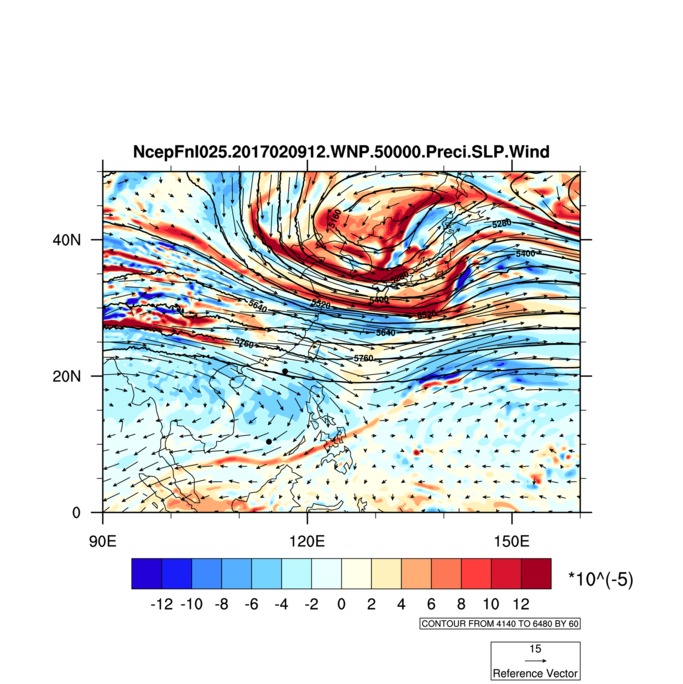 NcepFnl025.2017020912.WNP.50000.Preci.SLP.Wind
5280
40N
5400
5640
5520
5400
5520
5640
5760
5760
20N
0
90E 120E 150E
*10^(-5)
-12 -10 -8 -6 -4 -2 0 2 4 6 8 10 12
CONTOUR FROM 4140 TO 6480 BY 60
15
Reference Vector